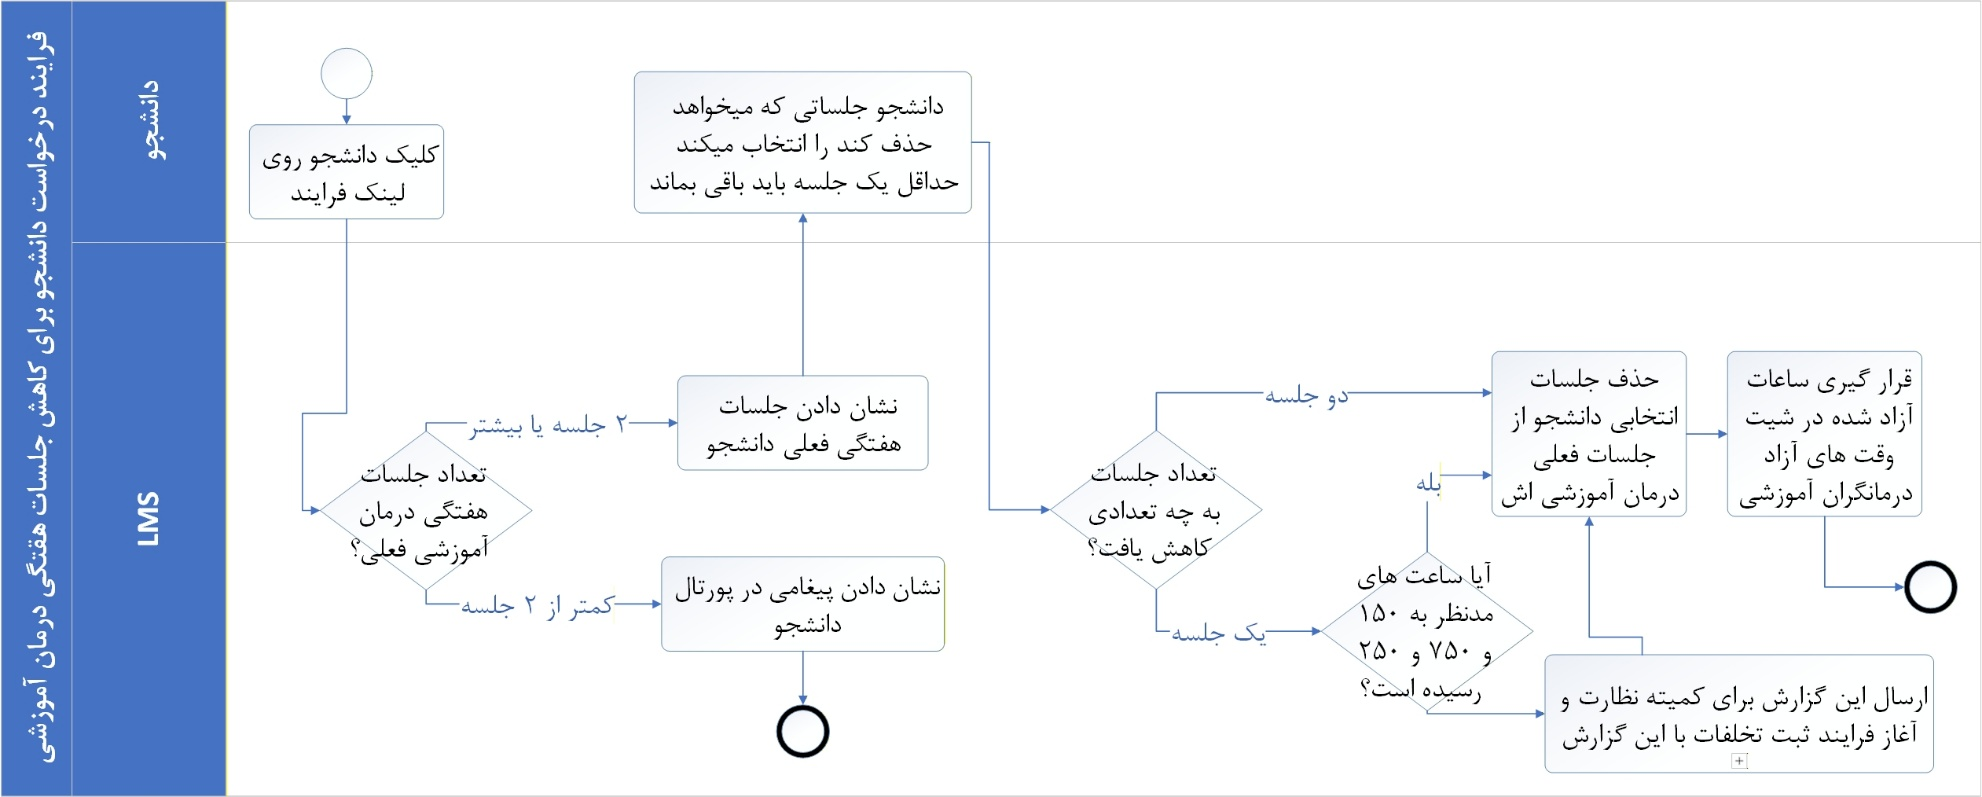 فرایند درخواست دانشجو برای کاهش جلسات هفتگی درمان آموزشی
دانشجو
کلیک دانشجو روی
لینک فرایند
دانشجو جلساتی که میخواهد
حذف کند را انتخاب میکند
حداقل یک جلسه باید باقی بماند
LMS
تعداد جلسات
هفتگی درمان
آموزشی فعلی؟
۲ جلسه یا بیشتر
نشان دادن جلسات
هفتگی فعلی دانشجو
کمتر از ۲ جلسه
نشان دادن پیغامی در پورتال
دانشجو
تعداد جلسات
به چه تعدادی
کاهش یافت؟
دو جلسه
یک جلسه
آیا ساعت های
مدنظر به ۱۵۰
و ۷۵۰ و ۲۵۰
رسیده است؟
بله
حذف جلسات
انتخابی دانشجو از
جلسات فعلی
درمان آموزشی اش
قرار گیری ساعات
آزاد شده در شیت
وقت های آزاد
درمانگران آموزشی
ارسال این گزارش برای کمیته نظارت و
آغاز فرایند ثبت تخلفات با این گزارش